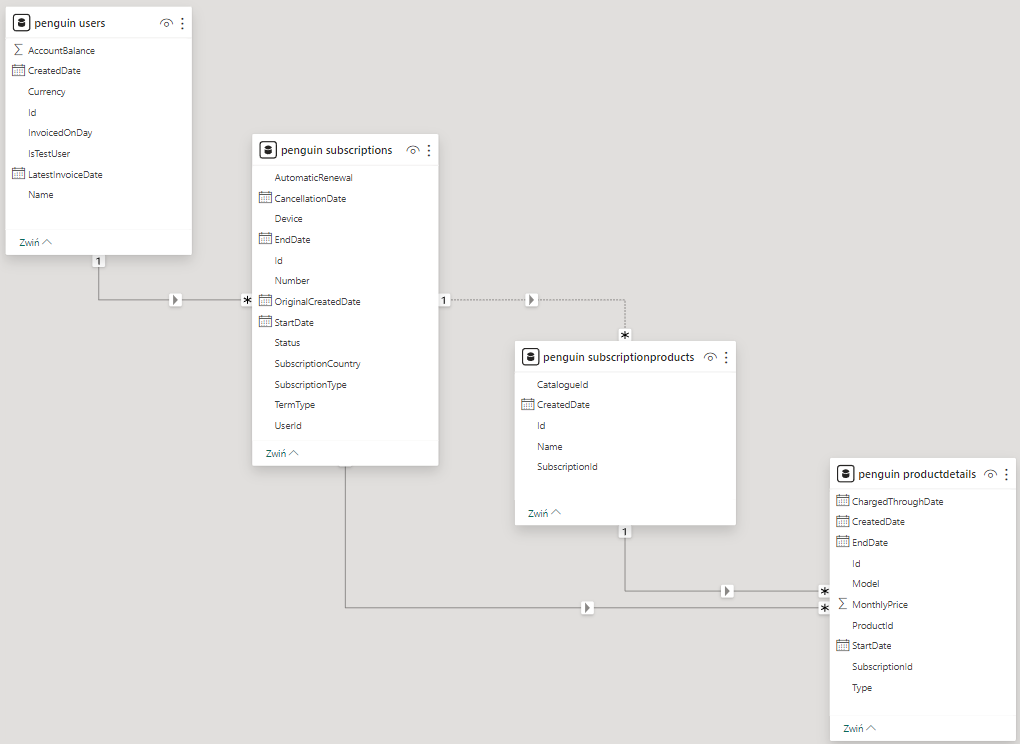 penguin users
AccountBalance
CreatedDate
Currency
Id
InvoicedOnDay
IsTestUser
LatestInvoiceDate
Name
Zwiń
1
*
penguin subscriptions
AutomaticRenewal
CancellationDate
Device
EndDate
Id
Number
OriginalCreatedDate
StartDate
Status
SubscriptionCountry
SubscriptionType
TermType
UserId
Zwiń
1
*
penguin subscriptionproducts
CatalogueId
CreatedDate
Id
Name
SubscriptionId
Zwiń
1
*
*
penguin productdetails
ChargedThroughDate
CreatedDate
EndDate
Id
Model
MonthlyPrice
ProductId
StartDate
SubscriptionId
Type
Zwiń